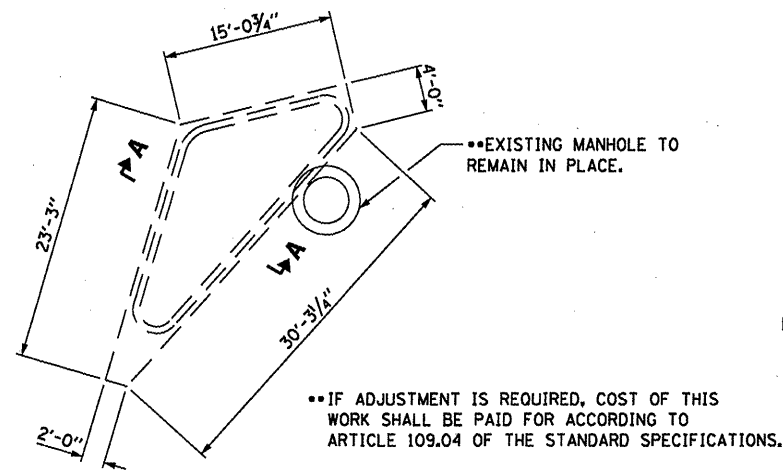 15'-0¾"
4'-0"
A
••EXISTING MANHOLE TO
REMAIN IN PLACE.
23'-3"
A
30'-3¼"
2'-0"
••IF ADJUSTMENT IS REQUIRED, COST OF THIS
WORK SHALL BE PAID FOR ACCORDING TO
ARTICLE 109.04 OF THE STANDARD SPECIFICATIONS.